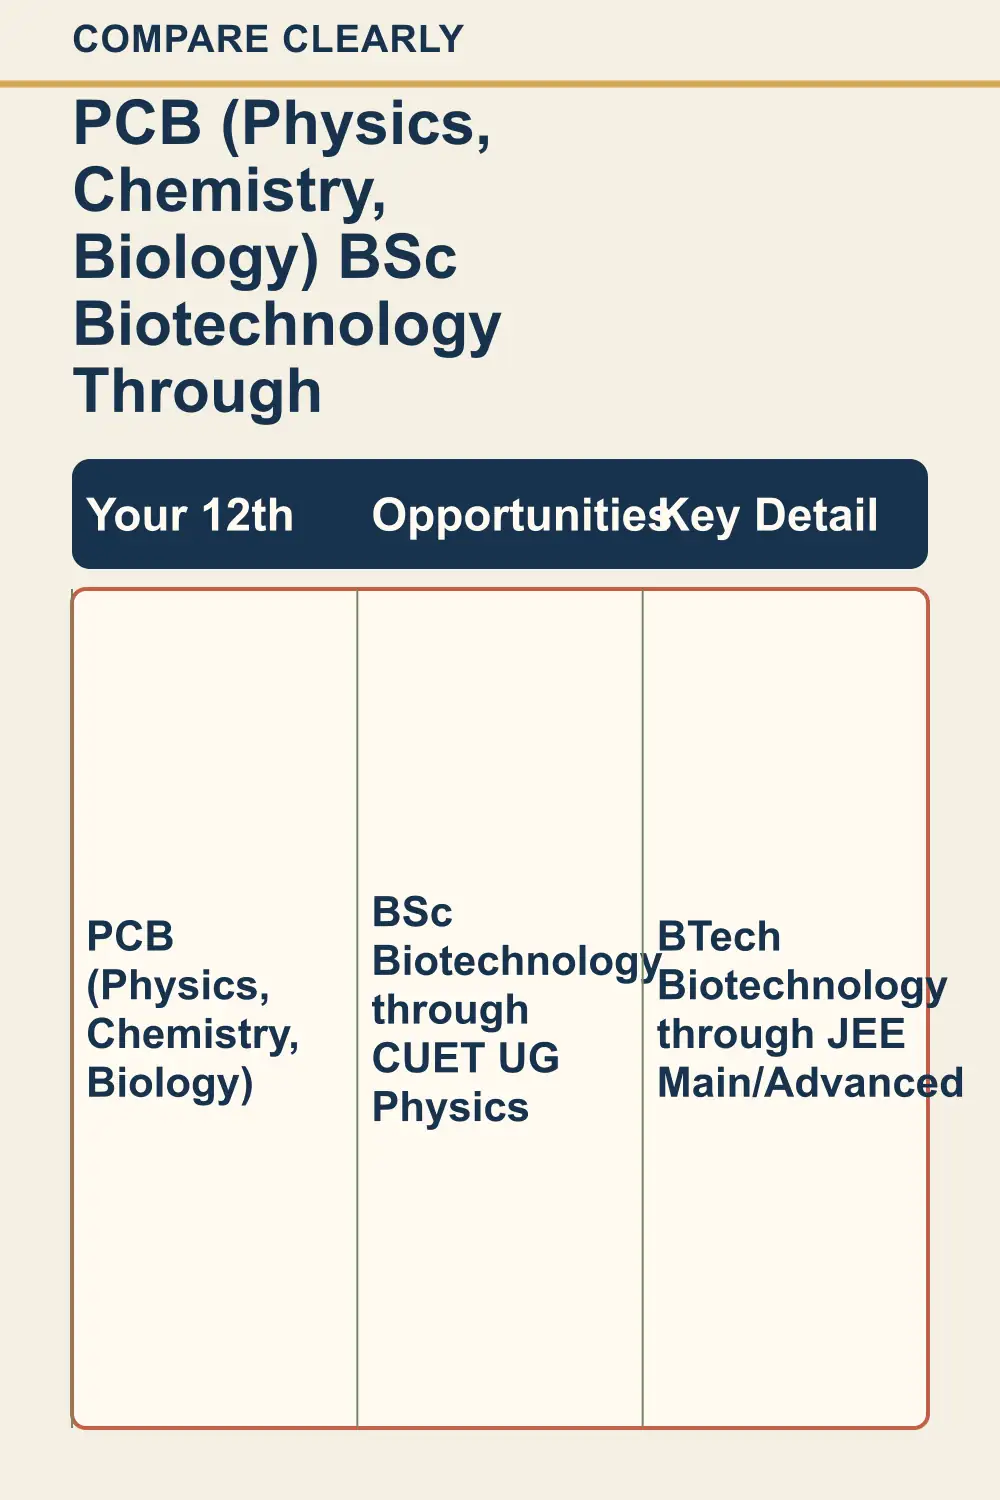 COMPARE CLEARLY
PCB (Physics,
Chemistry,
Biology) BSc
Biotechnology
Through
Your 12th
Opportunities
Key Detail
PCB
(Physics,
Chemistry,
Biology)
BSc
Biotechnology
through
CUET UG
Physics
BTech
Biotechnology
through JEE
Main/Advanced